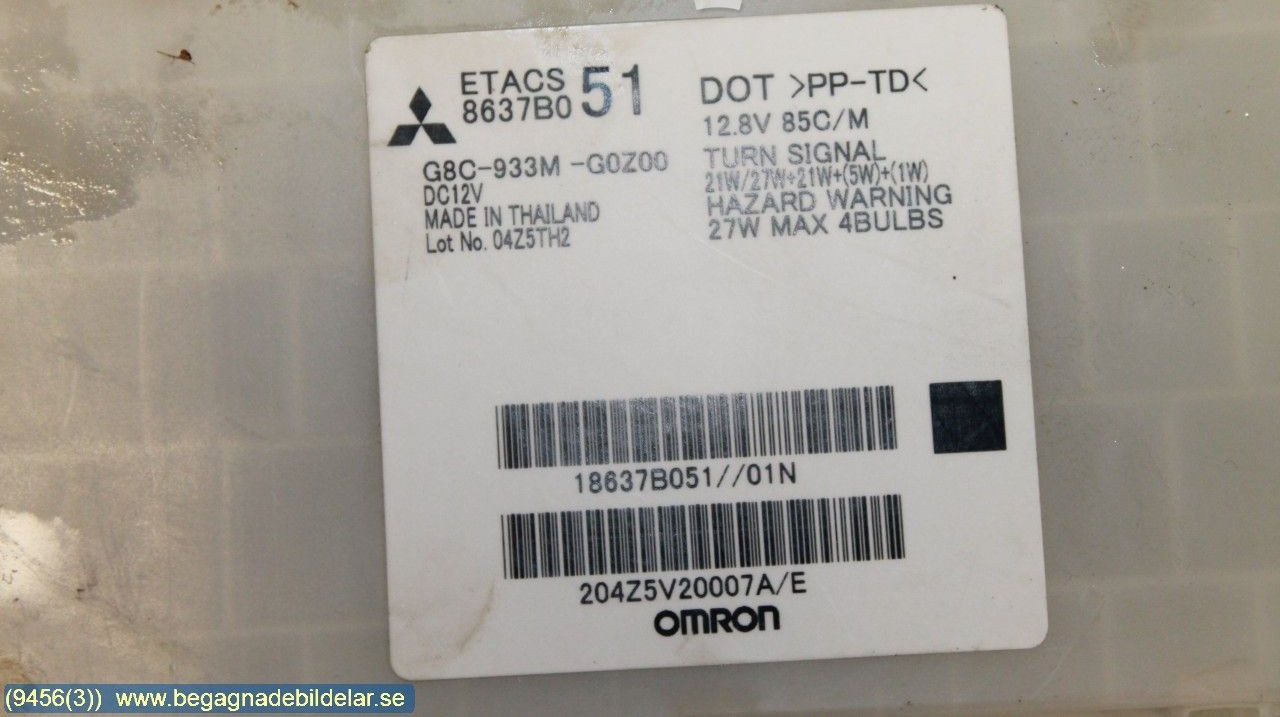 ETACS
8637B0 51
G8C-933M -G0Z00
DC12V
MADE IN THAILAND
Lot No. 04Z5TH2
DOT >PP-TD<
12.8V 85C/M
TURN SIGNAL
21W/27W+21W+(5W)+(1W)
HAZARD WARNING
27W MAX 4BULBS
18637B051//01N
204Z5V20007A/E
OMRON
(9456(3)) www.begagnadebildelar.se